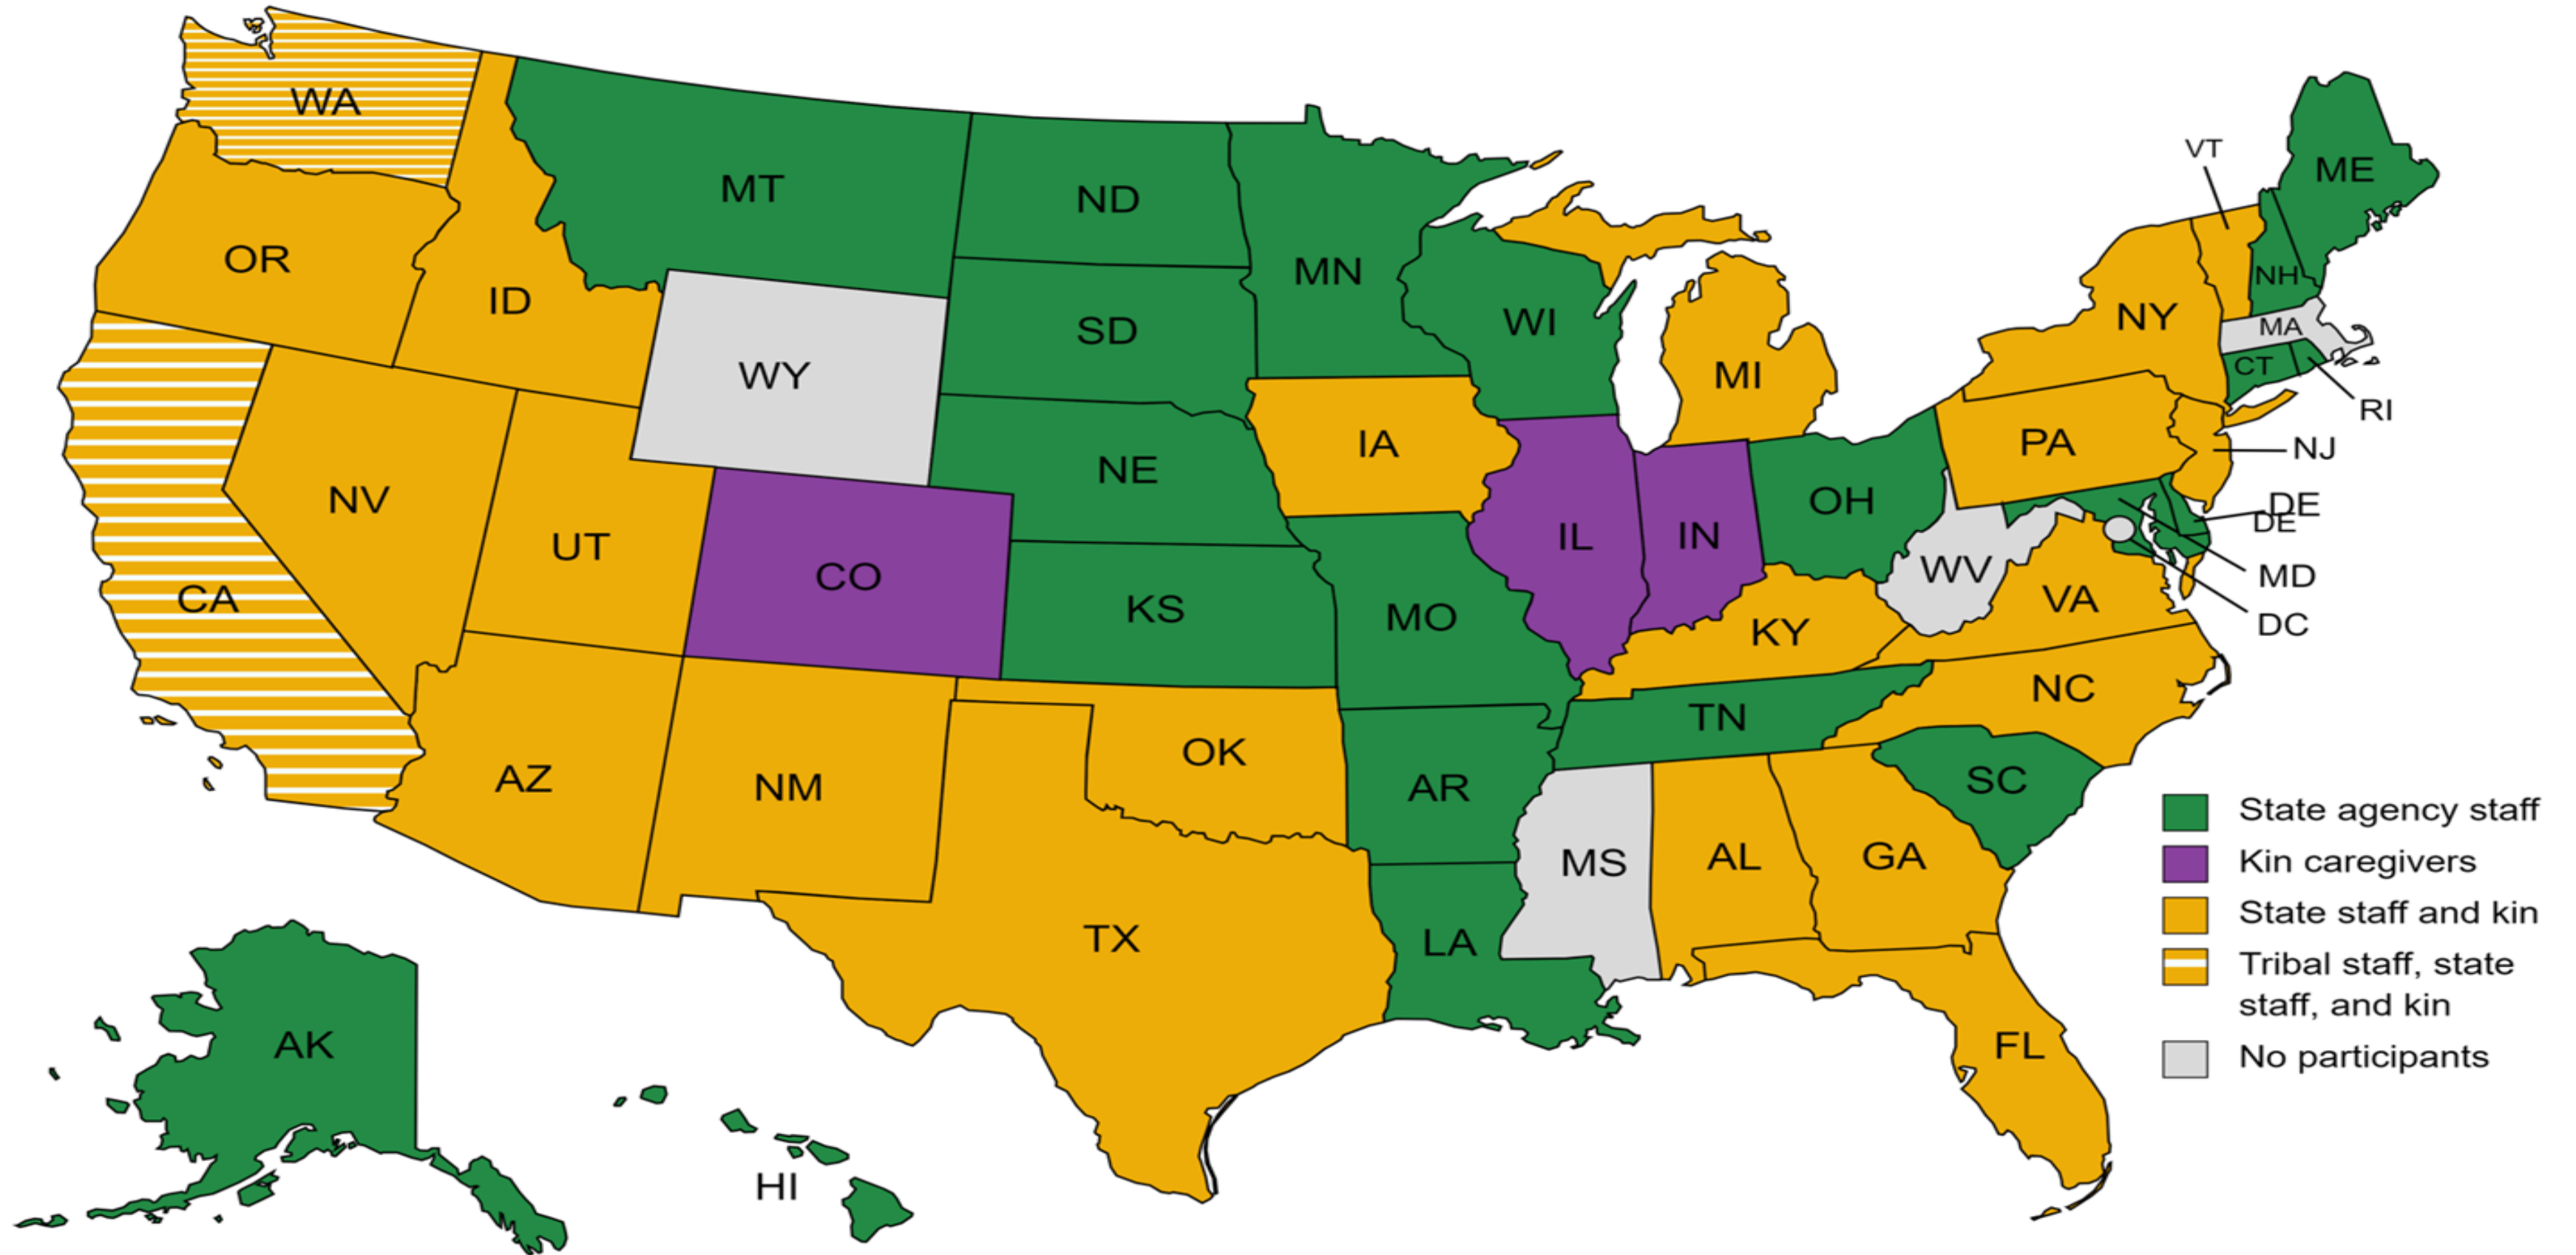 WA
MT
ND
MN
VT
ME
OR
ID
SD
WI
NH
NY
MA
WY
MI
CT
RI
NE
IA
PA
NJ
NV
UT
CO
KS
MO
IL
IN
OH
DE
DE
WV
VA
MD
DC
CA
KY
NC
TN
AZ
NM
OK
AR
SC
MS
AL
GA
TX
LA
FL
AK
HI
State agency staff
Kin caregivers
State staff and kin
Tribal staff, state
staff, and kin
No participants